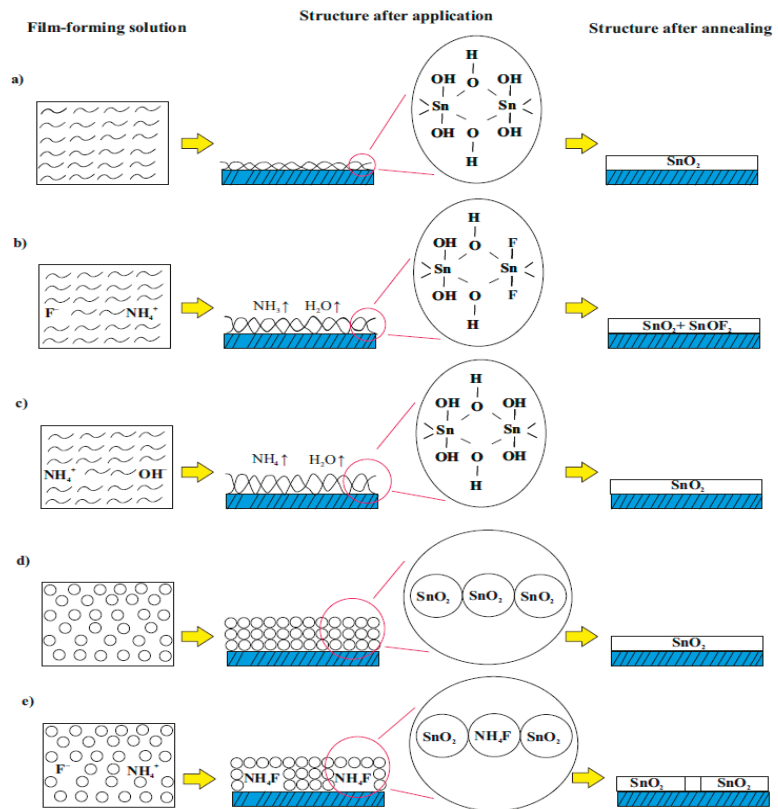 Film-forming solution
Structure after application
Structure after annealing
a)
H
OH O OH
Sn Sn
OH O OH
H
SnO₂
b)
H
OH O F
Sn Sn
OH O F
H
F⁻ NH₄⁺
NH₃↑ H₂O↑
SnO₂+ SnOF₂
c)
H
OH O OH
Sn Sn
OH O OH
H
NH₄⁺ OH⁻
NH₄↑ H₂O↑
SnO₂
d)
SnO₂ SnO₂ SnO₂
SnO₂
e)
SnO₂ NH₄F SnO₂
F⁻ NH₄⁺
NH₄F NH₄F
SnO₂ SnO₂